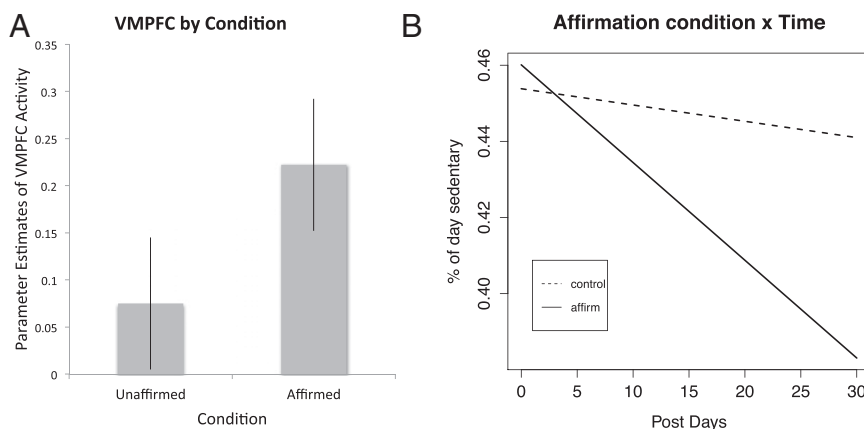 A
VMPFC by Condition
Parameter Estimates of VMPFC Activity
0.35
0.3
0.25
0.2
0.15
0.1
0.05
0
Unaffirmed
Affirmed
Condition
B
Affirmation condition x Time
% of day sedentary
0.46
0.44
0.42
0.40
control
affirm
0
5
10
15
20
25
30
Post Days